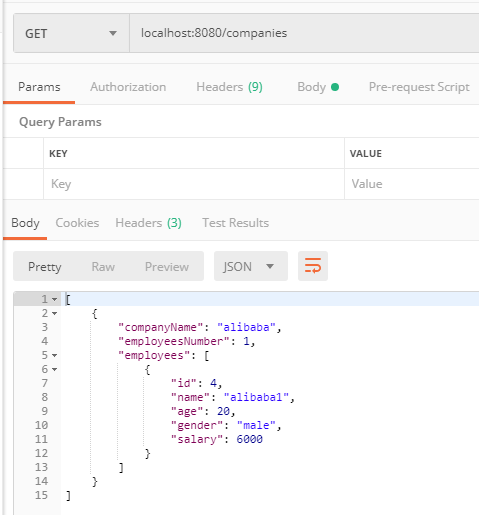 GET localhost:8080/companies
Params Authorization Headers (9) Body Pre-request Script
Query Params
KEY VALUE
Key Value
Body Cookies Headers (3) Test Results
Pretty Raw Preview JSON
1 [
2 {
3 "companyName": "alibaba",
4 "employeesNumber": 1,
5 "employees": [
6 {
7 "id": 4,
8 "name": "alibaba1",
9 "age": 20,
10 "gender": "male",
11 "salary": 6000
12 }
13 ]
14 }
15 ]